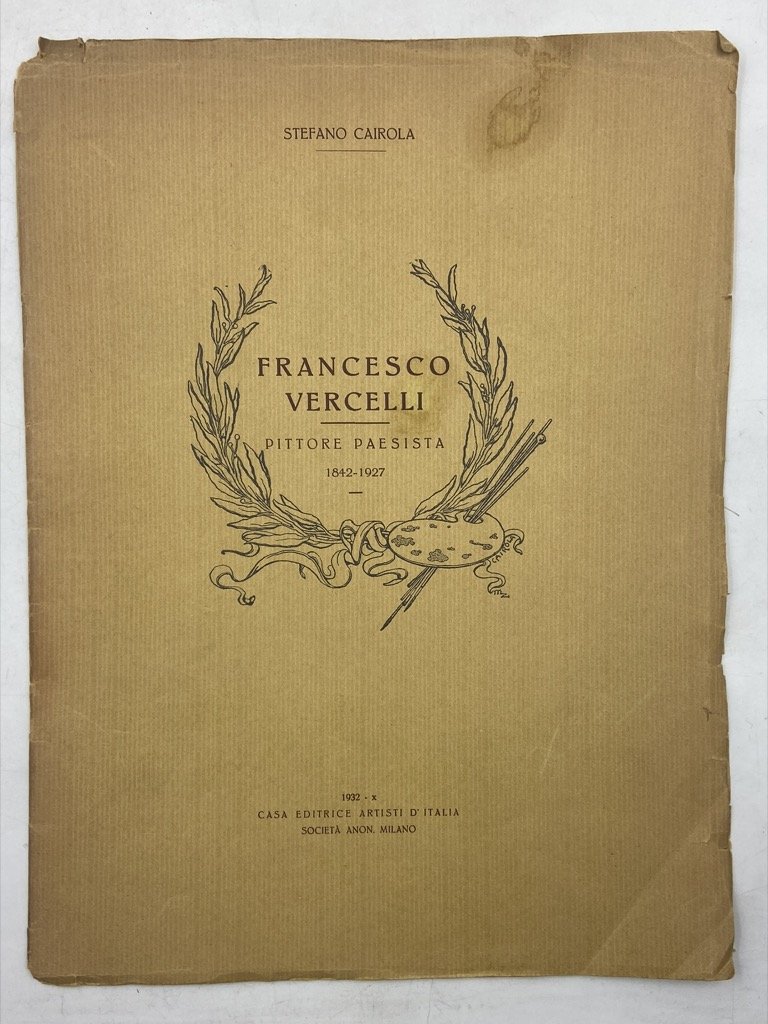 STEFANO CAIROLA
FRANCESCO
VERCELLI
PITTORE PAESISTA
1842-1927
1932 - X
CASA EDITRICE ARTISTI D'ITALIA
SOCIETÀ ANON. MILANO